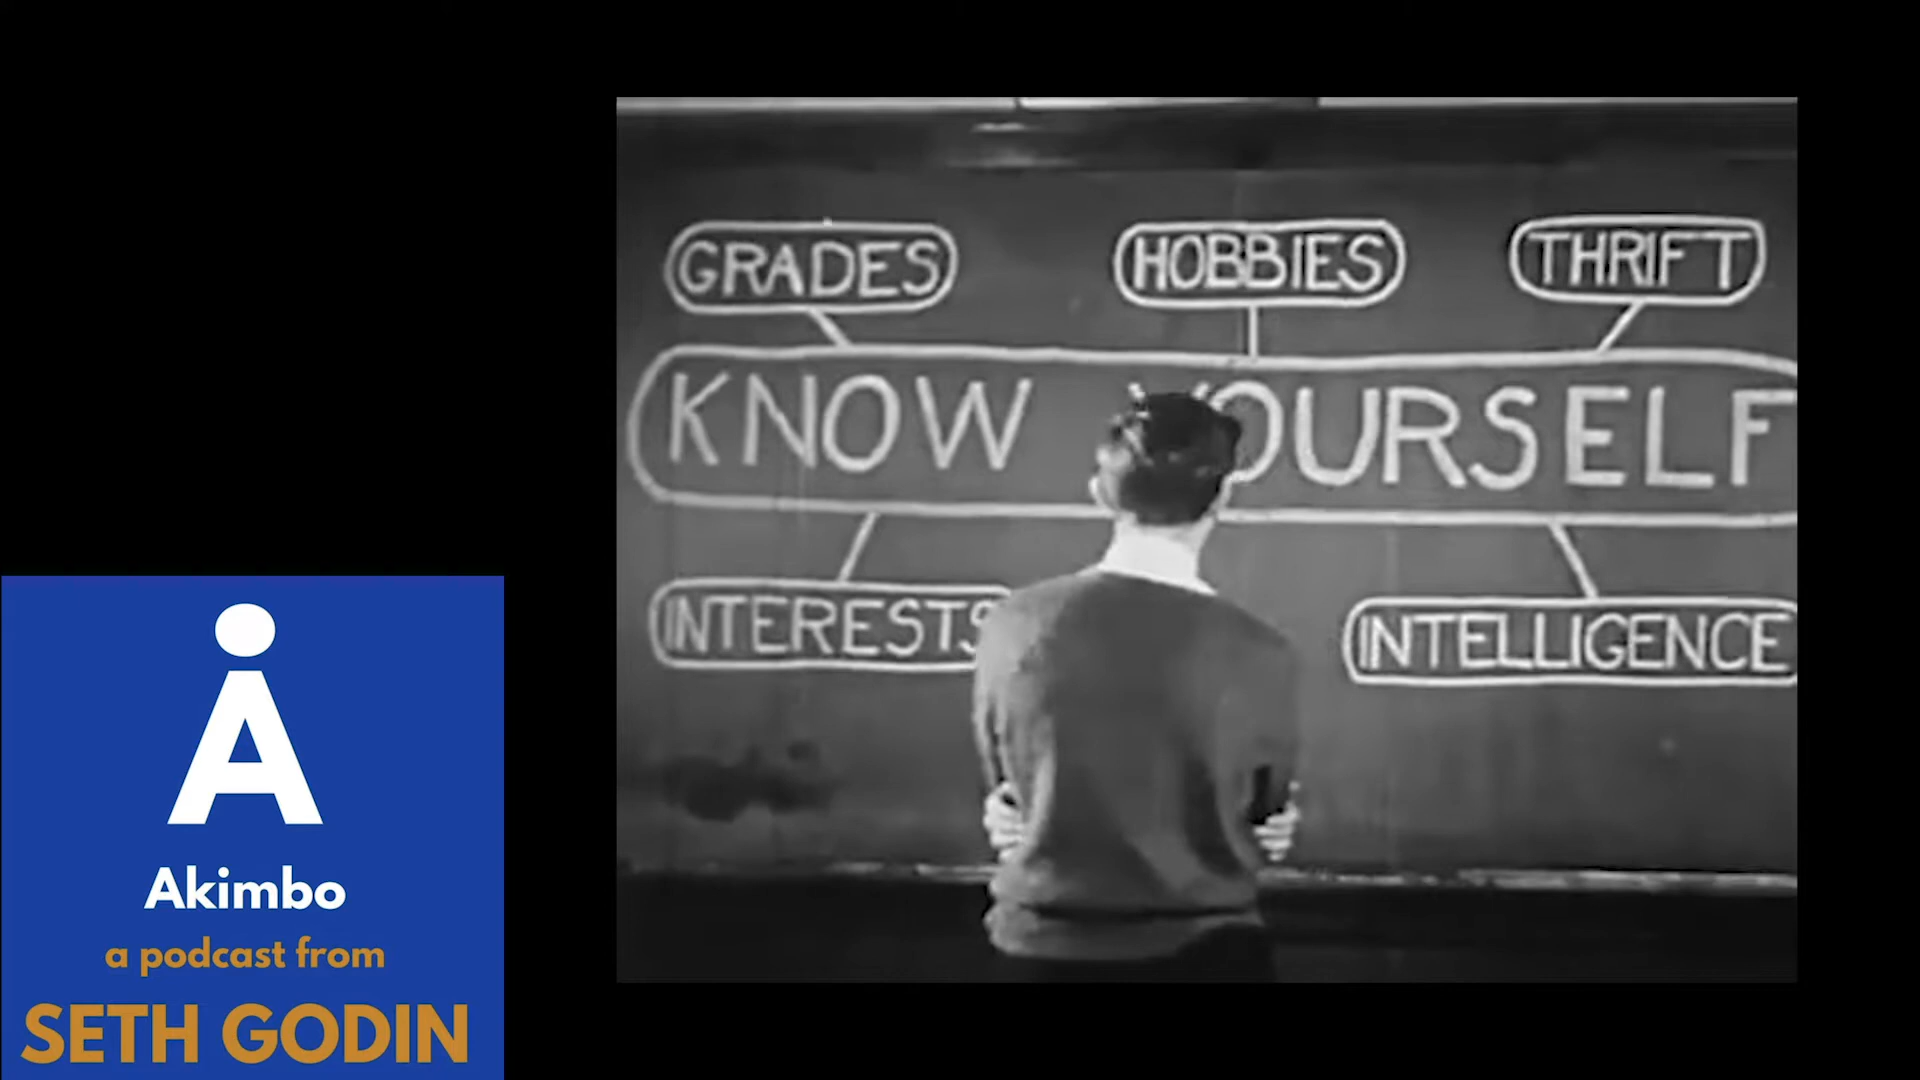 GRADES
HOBBIES
THRIFT
KNOW OURSELF
INTERESTS
INTELLIGENCE
A
Akimbo
a podcast from
SETH GODIN